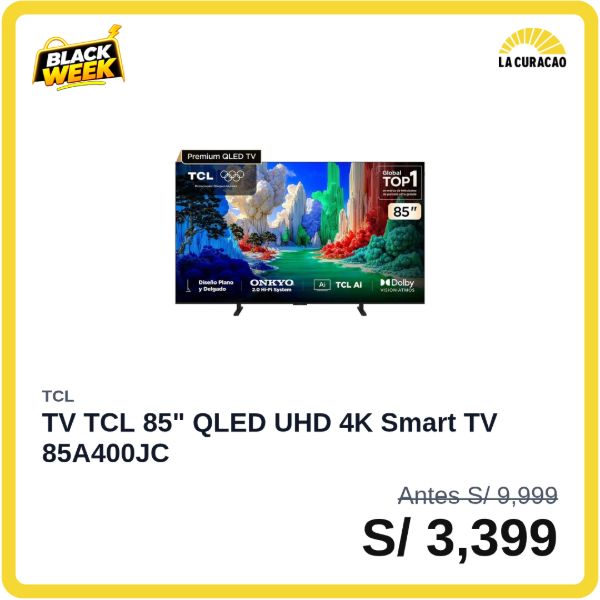 BLACK
WEEK
LA CURACAO
Premium QLED TV
TCL
Global
TOP1
85"
Diseño Plano
y Delgado
ONKYO
2.0 Hi-Fi System
Ai
TCL AI
Dolby
VISION·ATMOS
TCL
TV TCL 85" QLED UHD 4K Smart TV
85A400JC
Antes S/ 9,999
S/ 3,399